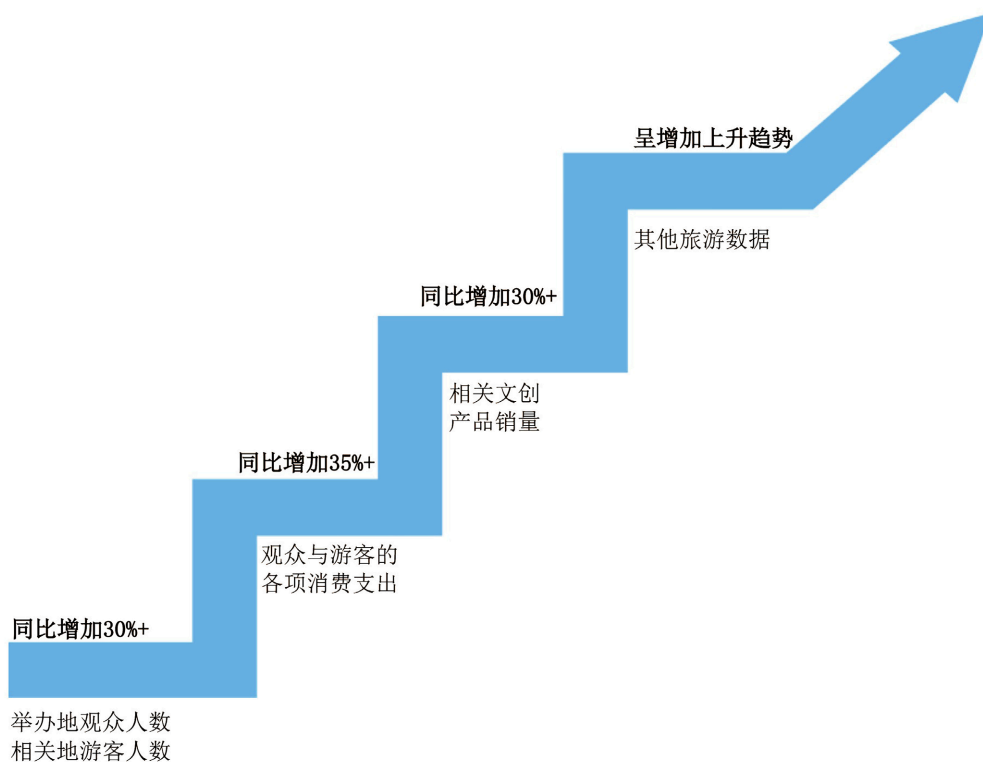 呈增加上升趋势
其他旅游数据
同比增加30%+
相关文创
产品销量
同比增加35%+
观众与游客的
各项消费支出
同比增加30%+
举办地观众人数
相关地游客人数